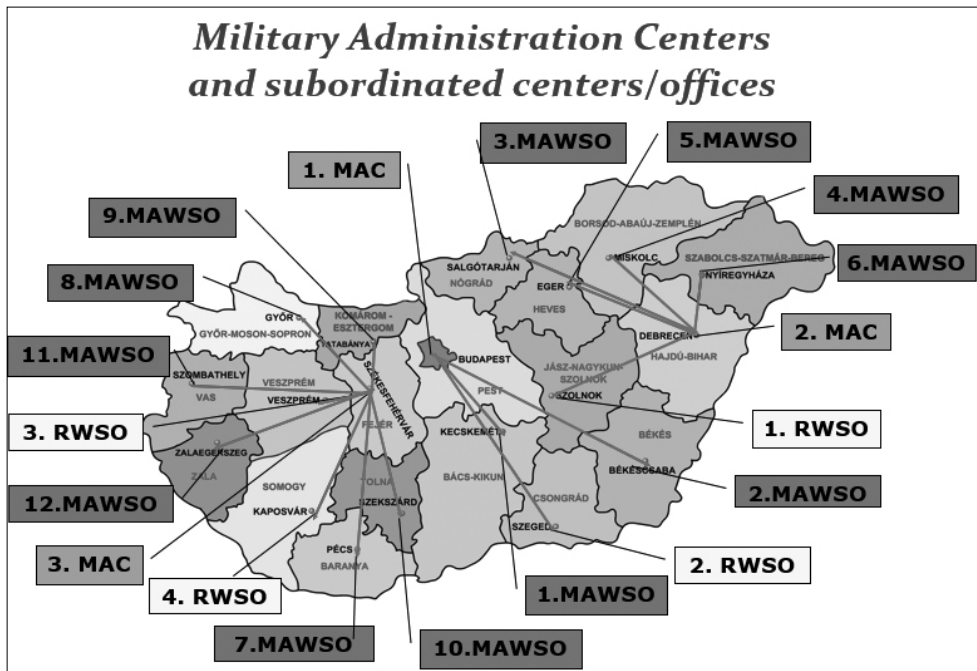 Military Administration Centers
and subordinated centers/offices
3.MAWSO
5.MAWSO
1. MAC
4.MAWSO
9.MAWSO
BORSOD-ABAÚJ-ZEMPLÉN
8.MAWSO
SALGÓTARJÁN
MISKOLC
SZABOLCS-SZATMÁR-BEREG
6.MAWSO
NÓGRÁD
EGER
NYÍREGYHÁZA
HEVES
GYŐR
KOMÁROM -
ESZTERGOM
GYŐR-MOSON-SOPRON
TATABÁNYA
DEBRECEN
2. MAC
HAJDÚ-BIHAR
11.MAWSO
BUDAPEST
JÁSZ-NAGYKUN-
SZOLNOK
SZOMBATHELY
VESZPRÉM
VAS
VESZPRÉM
SZÉKESFEHÉRVÁR
PEST
SZOLNOK
3. RWSO
FEJÉR
KECSKEMÉT
BÉKÉS
1. RWSO
ZALAEGERSZEG
ZALA
BÉKÉSCSABA
12.MAWSO
SOMOGY
TOLNA
BÁCS-KIKUN
2.MAWSO
KAPOSVÁR
SZEKSZÁRD
CSONGRÁD
SZEGED
3. MAC
PÉCS
BARANYA
2. RWSO
4. RWSO
1.MAWSO
7.MAWSO
10.MAWSO